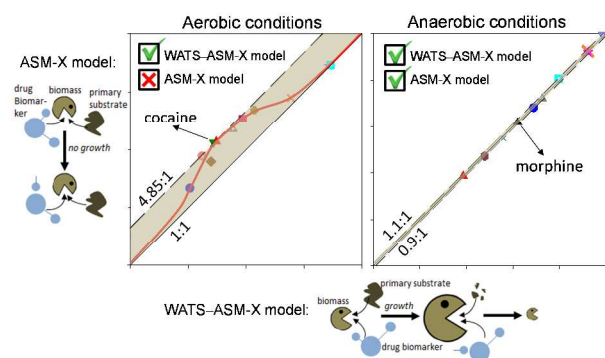 Aerobic conditions
Anaerobic conditions
WATS–ASM-X model
ASM-X model
WATS–ASM-X model
ASM-X model
ASM-X model:
drug
Biomar-
ker
biomass
primary
substrate
no growth
cocaine
4.85:1
1:1
morphine
1.1:1
0.9:1
WATS–ASM-X model:
biomass
primary substrate
growth
drug biomarker